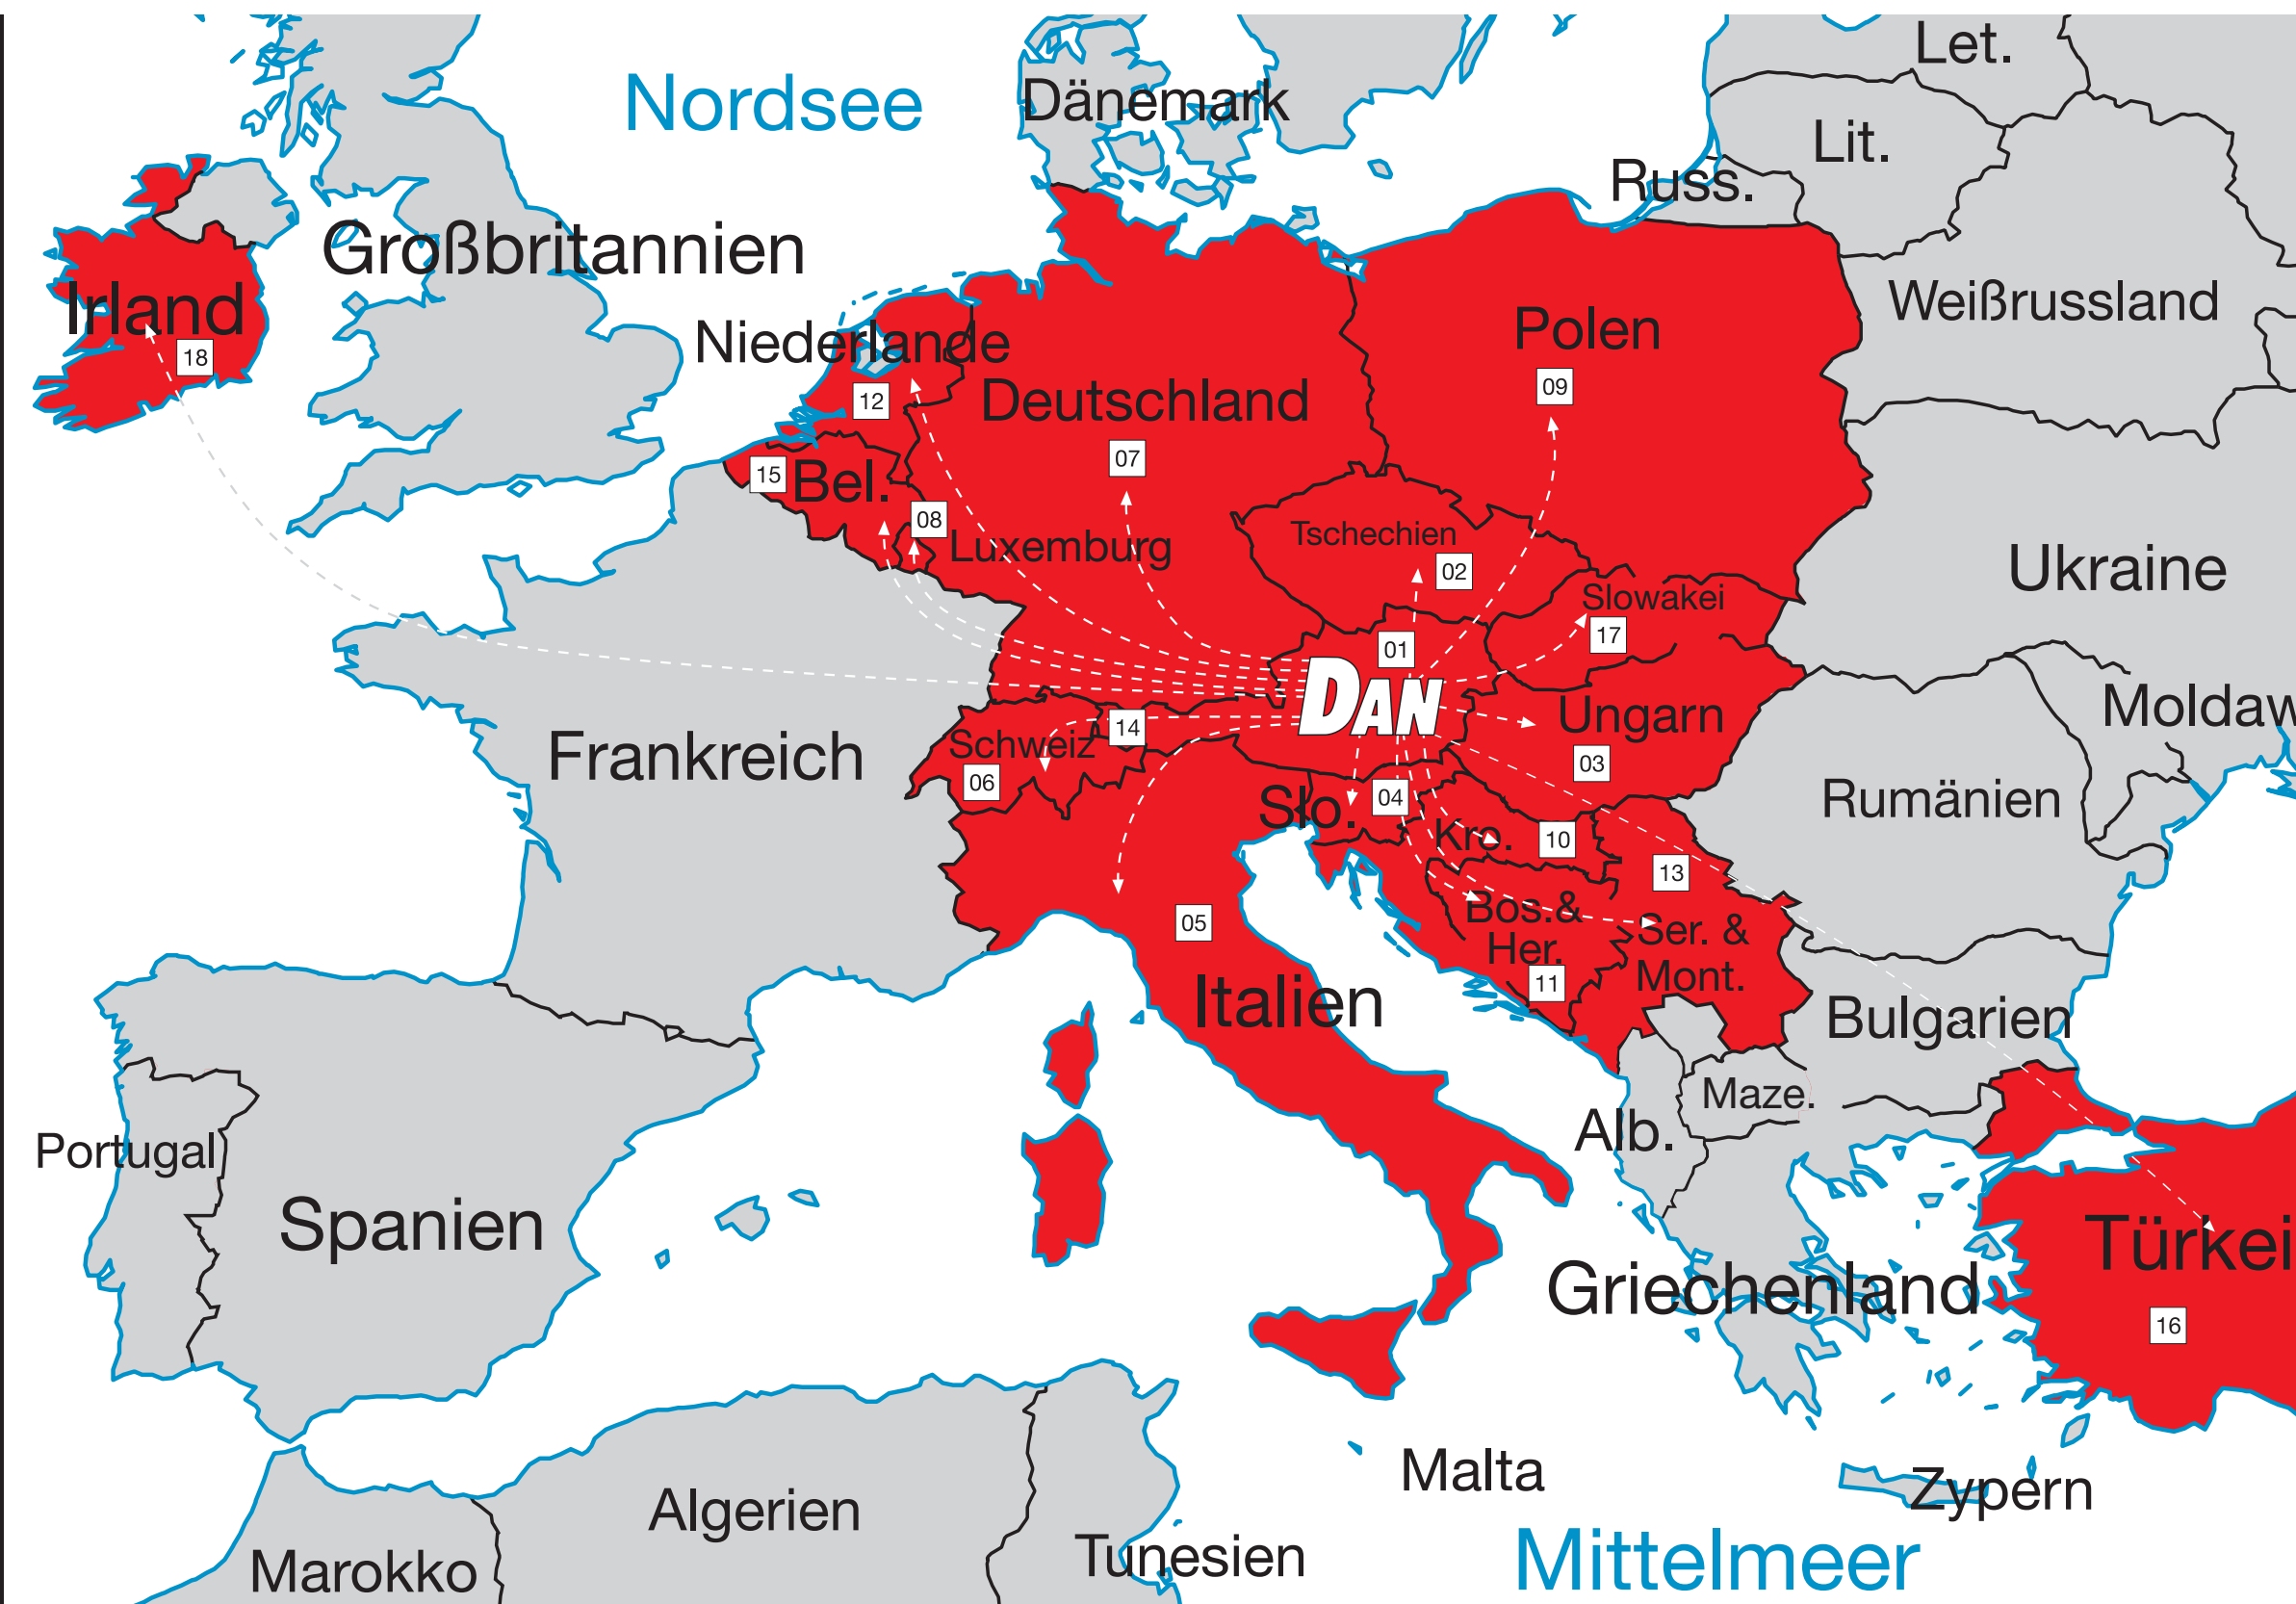 Let.
Nordsee
Dänemark
Lit.
Russ.
Großbritannien
Irland
18
Weißrussland
Niederlande
12
Polen
09
Deutschland
07
15
Bel.
08
Luxemburg
Tschechien
02
Ukraine
Slowakei
17
01
DAN
Ungarn
03
Moldaw
Frankreich
Schweiz
14
06
Slo.
04
Kro.
10
13
Rumänien
05
Bos.&
Her.
11
Ser. &
Mont.
Italien
Bulgarien
Maze.
Alb.
Portugal
Spanien
Türkei
16
Griechenland
Malta
Zypern
Algerien
Tunesien
Marokko
Mittelmeer